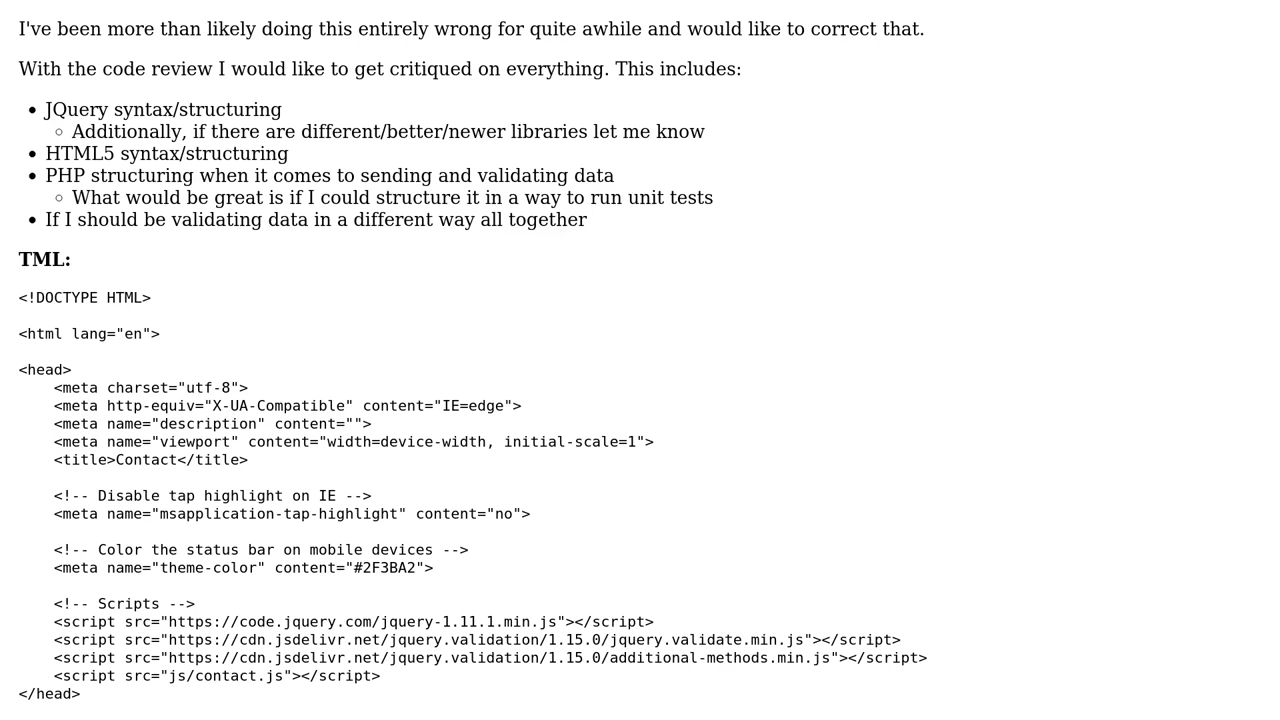 I've been more than likely doing this entirely wrong for quite awhile and would like to correct that.
With the code review I would like to get critiqued on everything. This includes:
• JQuery syntax/structuring
◦ Additionally, if there are different/better/newer libraries let me know
• HTML5 syntax/structuring
• PHP structuring when it comes to sending and validating data
◦ What would be great is if I could structure it in a way to run unit tests
• If I should be validating data in a different way all together
TML:
<!DOCTYPE HTML>
<html lang="en">
<head>
    <meta charset="utf-8">
    <meta http-equiv="X-UA-Compatible" content="IE=edge">
    <meta name="description" content="">
    <meta name="viewport" content="width=device-width, initial-scale=1">
    <title>Contact</title>
    <!-- Disable tap highlight on IE -->
    <meta name="msapplication-tap-highlight" content="no">
    <!-- Color the status bar on mobile devices -->
    <meta name="theme-color" content="#2F3BA2">
    <!-- Scripts -->
    <script src="https://code.jquery.com/jquery-1.11.1.min.js"></script>
    <script src="https://cdn.jsdelivr.net/jquery.validation/1.15.0/jquery.validate.min.js"></script>
    <script src="https://cdn.jsdelivr.net/jquery.validation/1.15.0/additional-methods.min.js"></script>
    <script src="js/contact.js"></script>
</head>